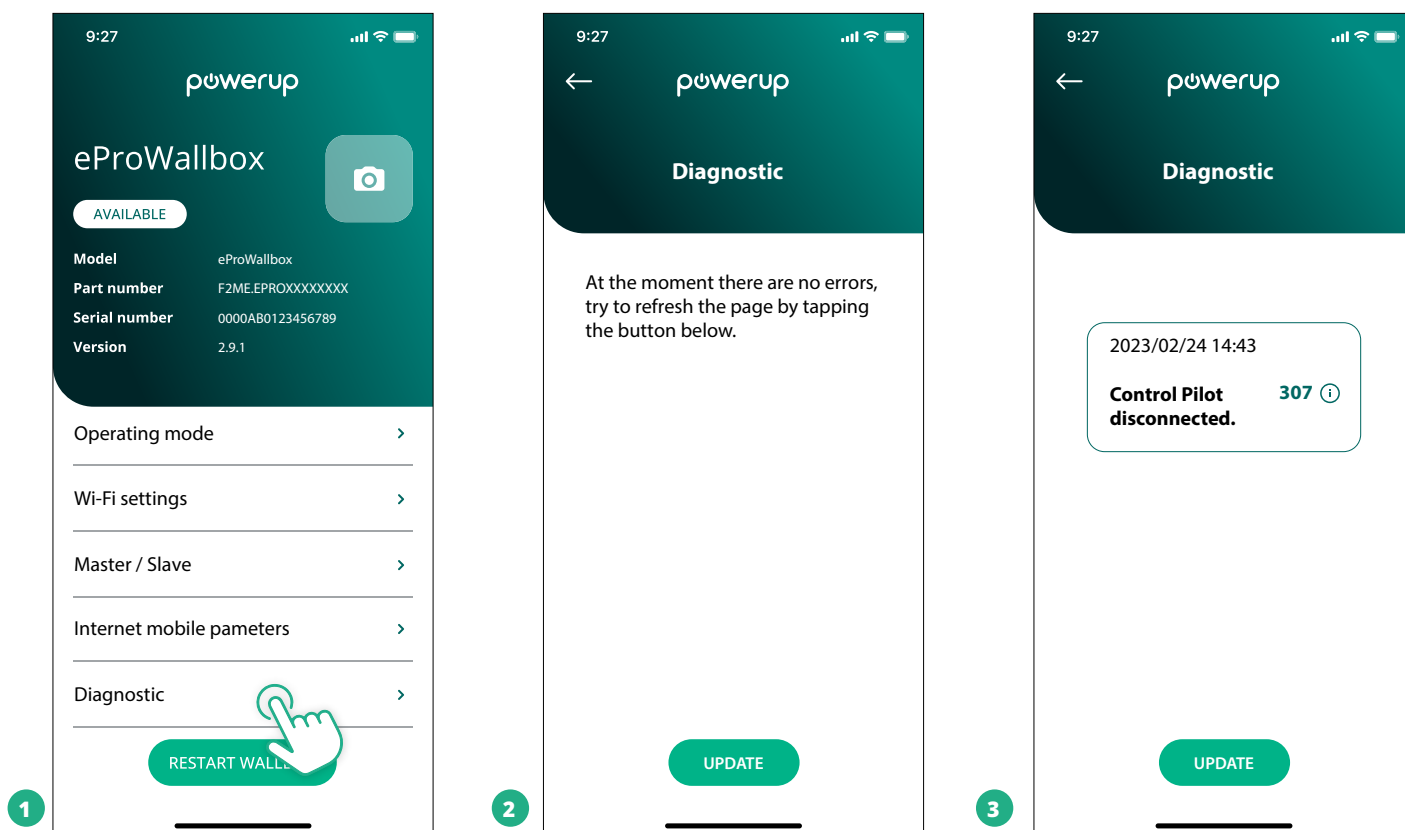 9:27
powerup
eProWallbox
AVAILABLE
Model eProWallbox
Part number F2ME.EPROXXXXXXXX
Serial number 0000AB0123456789
Version 2.9.1
Operating mode
Wi-Fi settings
Master / Slave
Internet mobile pameters
Diagnostic
RESTART
1
9:27
powerup
Diagnostic
At the moment there are no errors,
try to refresh the page by tapping
the button below.
UPDATE
2
9:27
powerup
Diagnostic
2023/02/24 14:43
Control Pilot 307
disconnected.
UPDATE
3